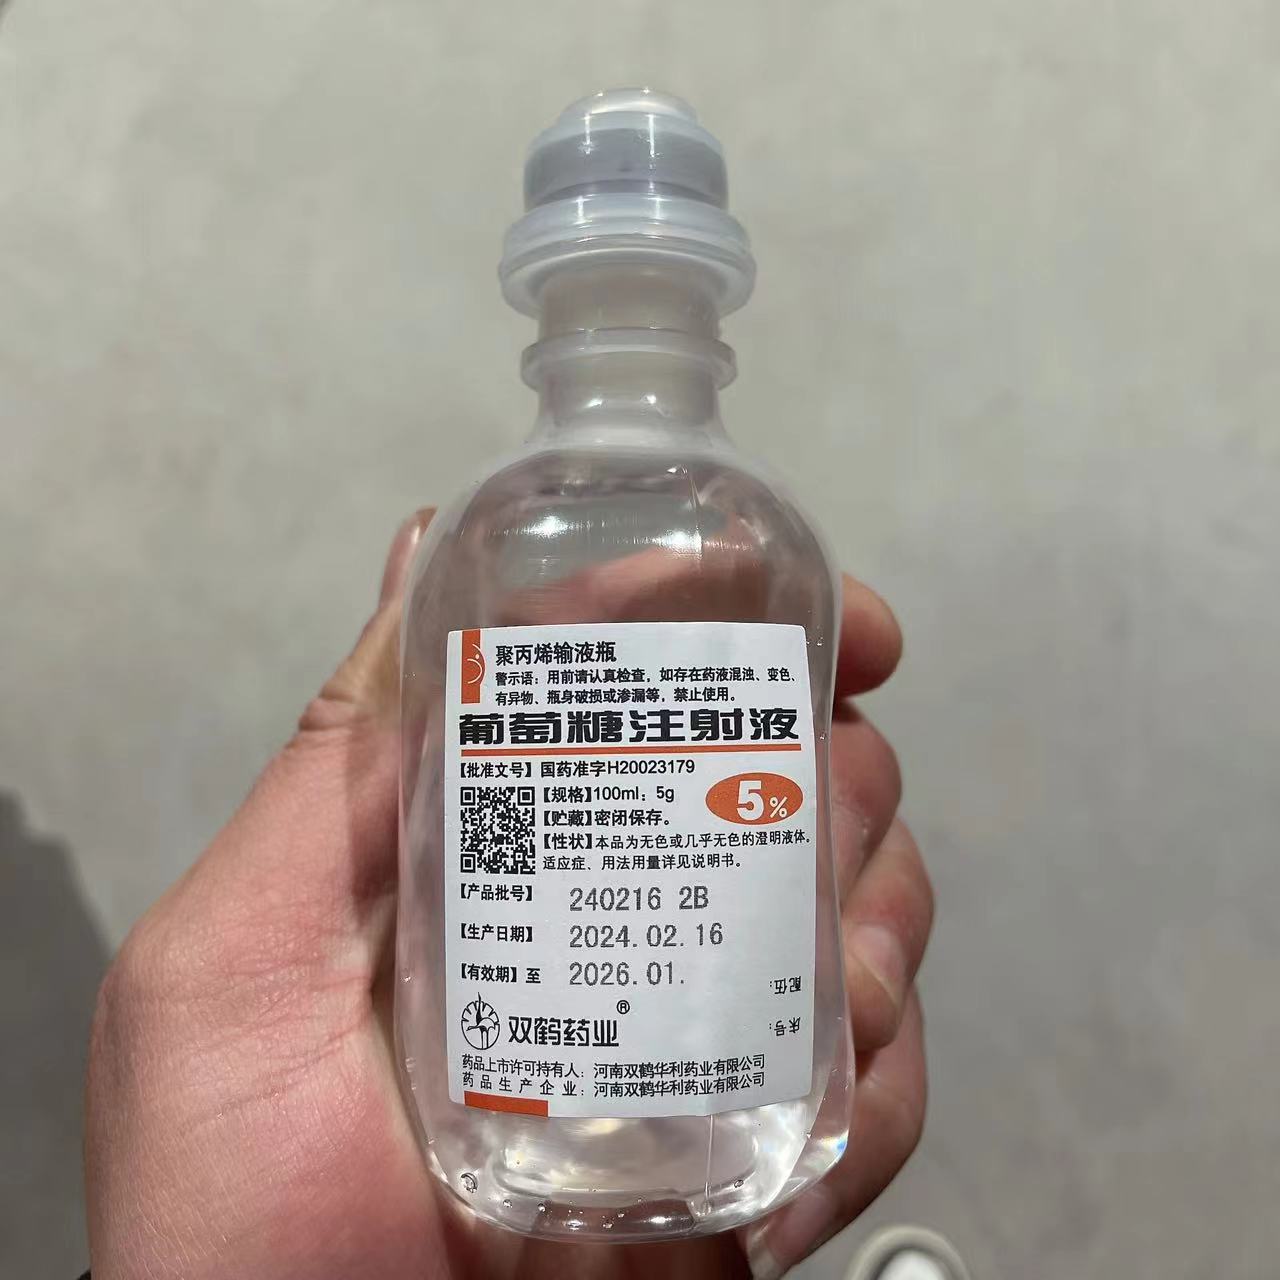 聚丙烯输液瓶
警示语：用前请认真检查，如存在药液混浊、变色、
有异物、瓶身破损或渗漏等，禁止使用。
葡萄糖注射液
【批准文号】国药准字H20023179
【规格】100ml：5g
5%
【贮藏】密闭保存。
【性状】本品为无色或几乎无色的澄明液体。
适应症、用法用量详见说明书。
【产品批号】 240216 2B
【生产日期】 2024.02.16
【有效期】至 2026.01.
配伍：
床号：
双鹤药业®
药品上市许可持有人：河南双鹤华利药业有限公司
药品生产企业：河南双鹤华利药业有限公司